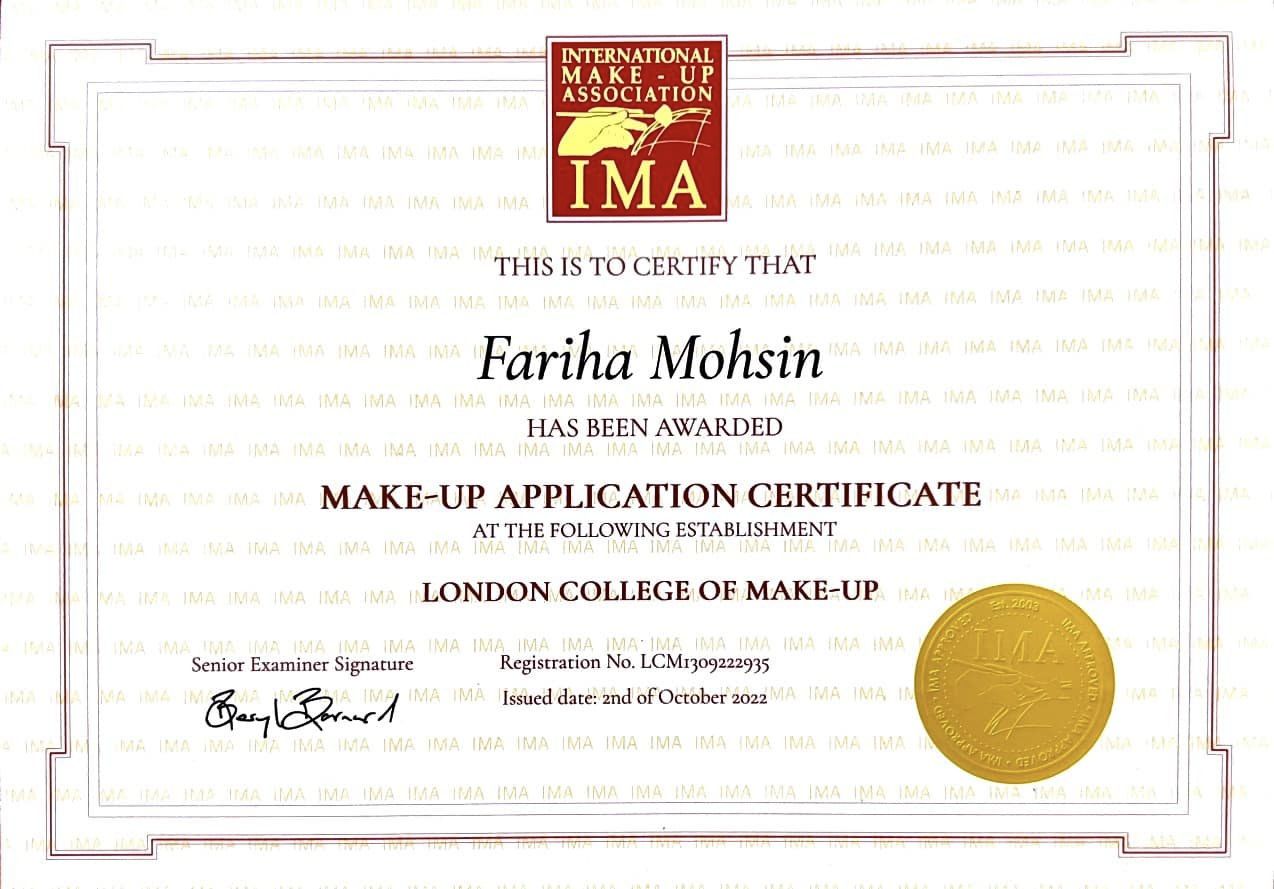 INTERNATIONAL
MAKE - UP
ASSOCIATION
IMA
THIS IS TO CERTIFY THAT
Fariha Mohsin
HAS BEEN AWARDED
MAKE-UP APPLICATION CERTIFICATE
AT THE FOLLOWING ESTABLISHMENT
LONDON COLLEGE OF MAKE-UP
Senior Examiner Signature
Registration No. LCM1309222935
Beryl Barnard
Issued date: 2nd of October 2022
Est. 2003
IMA APPROVED • IMA APPROVED • IMA APPROVED
IMA